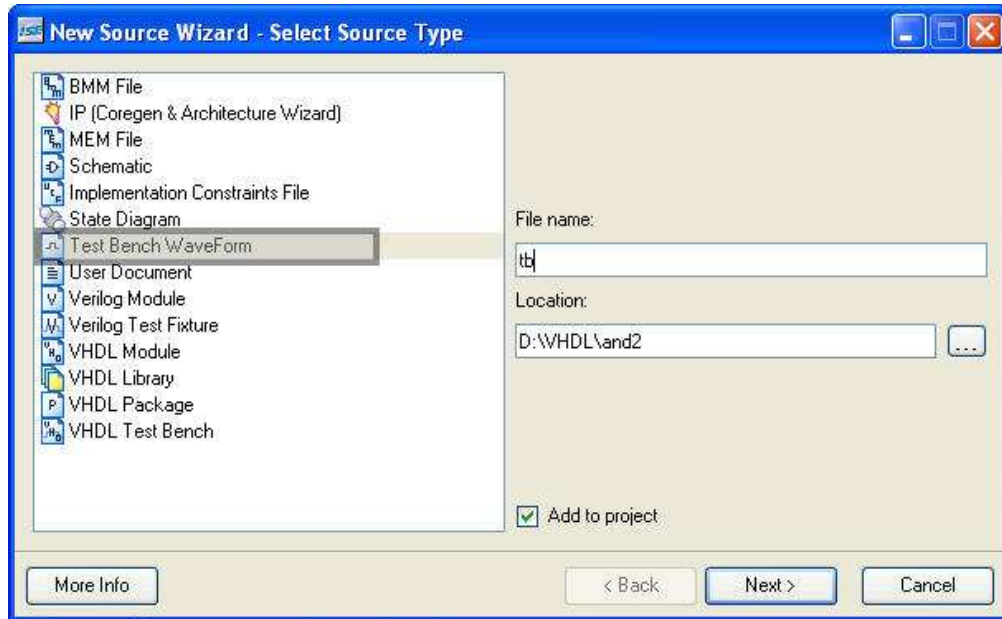 ISE New Source Wizard - Select Source Type
BMM File
IP (Coregen & Architecture Wizard)
MEM File
Schematic
Implementation Constraints File
State Diagram
Test Bench WaveForm
User Document
Verilog Module
Verilog Test Fixture
VHDL Module
VHDL Library
VHDL Package
VHDL Test Bench
File name:
tb
Location:
D:\VHDL\and2
...
Add to project
More Info
< Back
Next >
Cancel